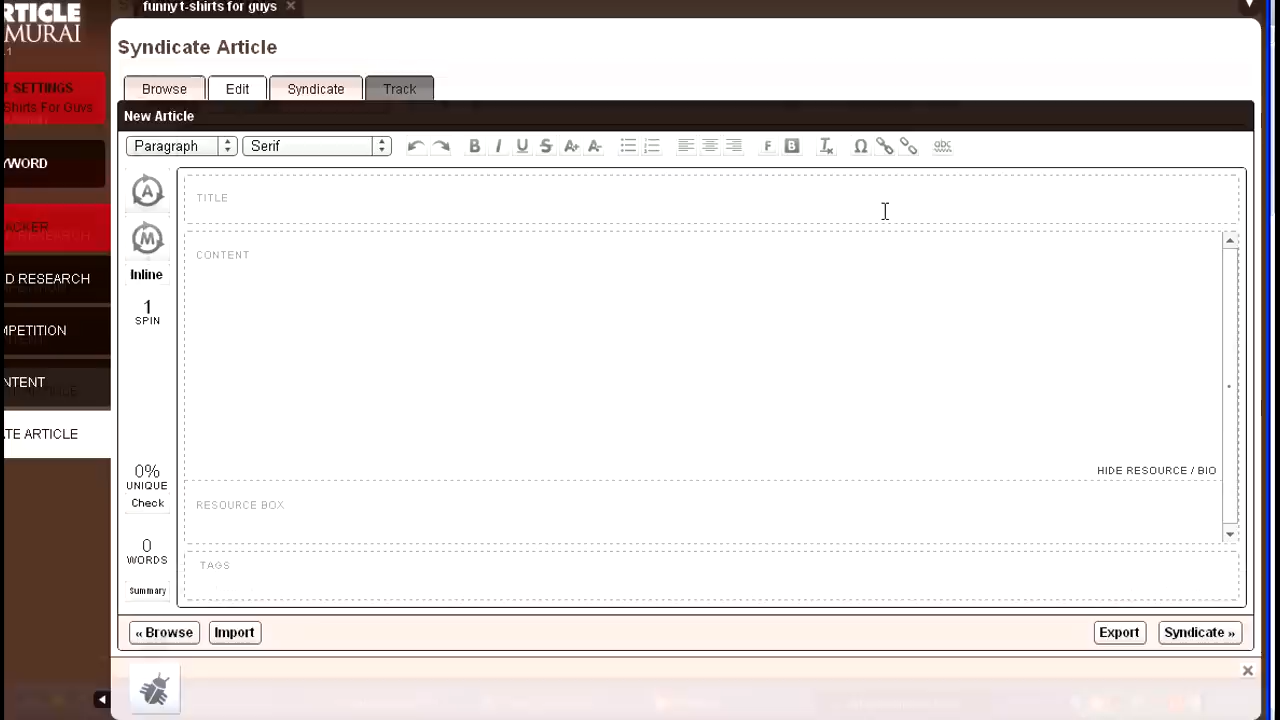 funny t-shirts for guys
RTICLE
MURAI
.1
Syndicate Article
T SETTINGS
Shirts For Guys
Browse
Edit
Syndicate
Track
New Article
Paragraph
Serif
YWORD
TITLE
ACKER
CONTENT
D RESEARCH
Inline
1
SPIN
MPETITION
NTENT
TE ARTICLE
0%
UNIQUE
Check
HIDE RESOURCE / BIO
RESOURCE BOX
0
WORDS
TAGS
Summary
« Browse
Import
Export
Syndicate »